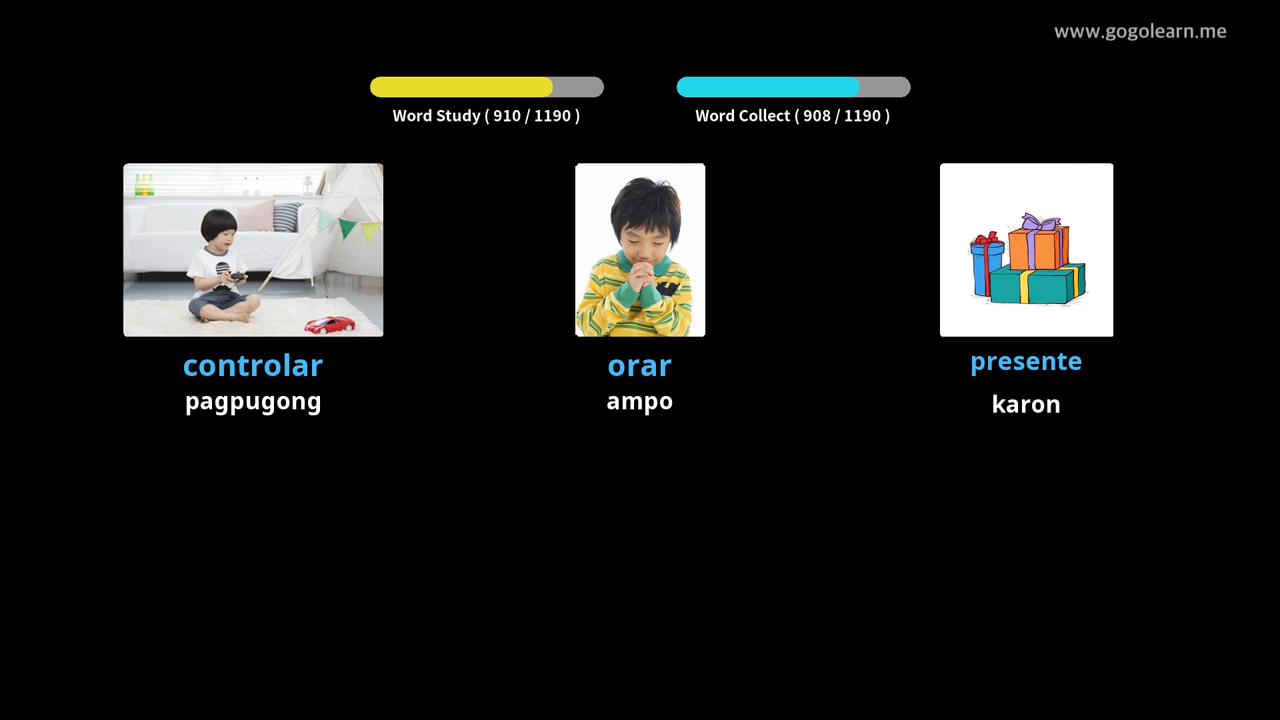 www.gogolearn.me
Word Study ( 910 / 1190 )
Word Collect ( 908 / 1190 )
controlar
pagpugong
orar
ampo
presente
karon